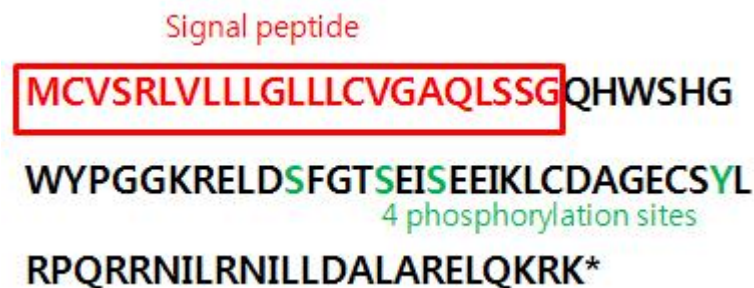 Signal peptide
MCVSRLVLLLGLLLCVGAQLSSGQHWSHG
WYPGGKRELDSFGTSEISEEIKLCDAGECSYL
4 phosphorylation sites
RPQRRNILRNILLDALARELQKRK*